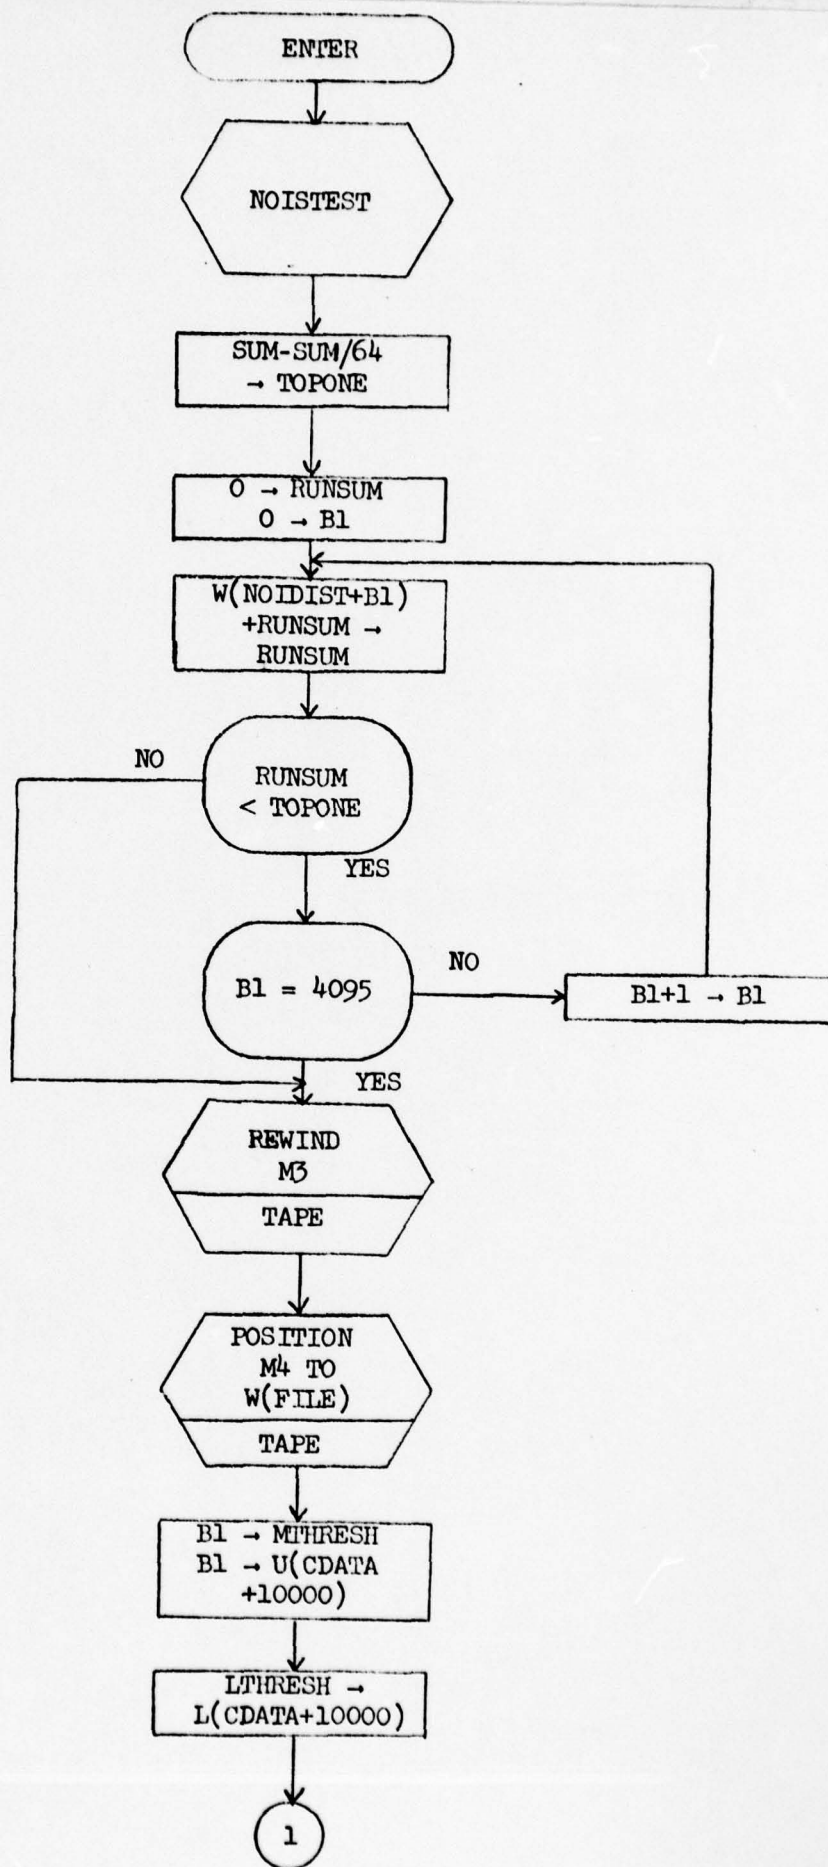 ENTER
NOISTEST
SUM-SUM/64
→ TOPONE
0 → RUNSUM
0 → B1
W(NOIDIST+B1)
+RUNSUM →
RUNSUM
NO
RUNSUM
< TOPONE
YES
B1 = 4095
NO
B1+1 → B1
YES
REWIND
M3
TAPE
POSITION
M4 TO
W(FILE)
TAPE
B1 → MTHRESH
B1 → U(CDATA
+10000)
LTHRESH →
L(CDATA+10000)
1